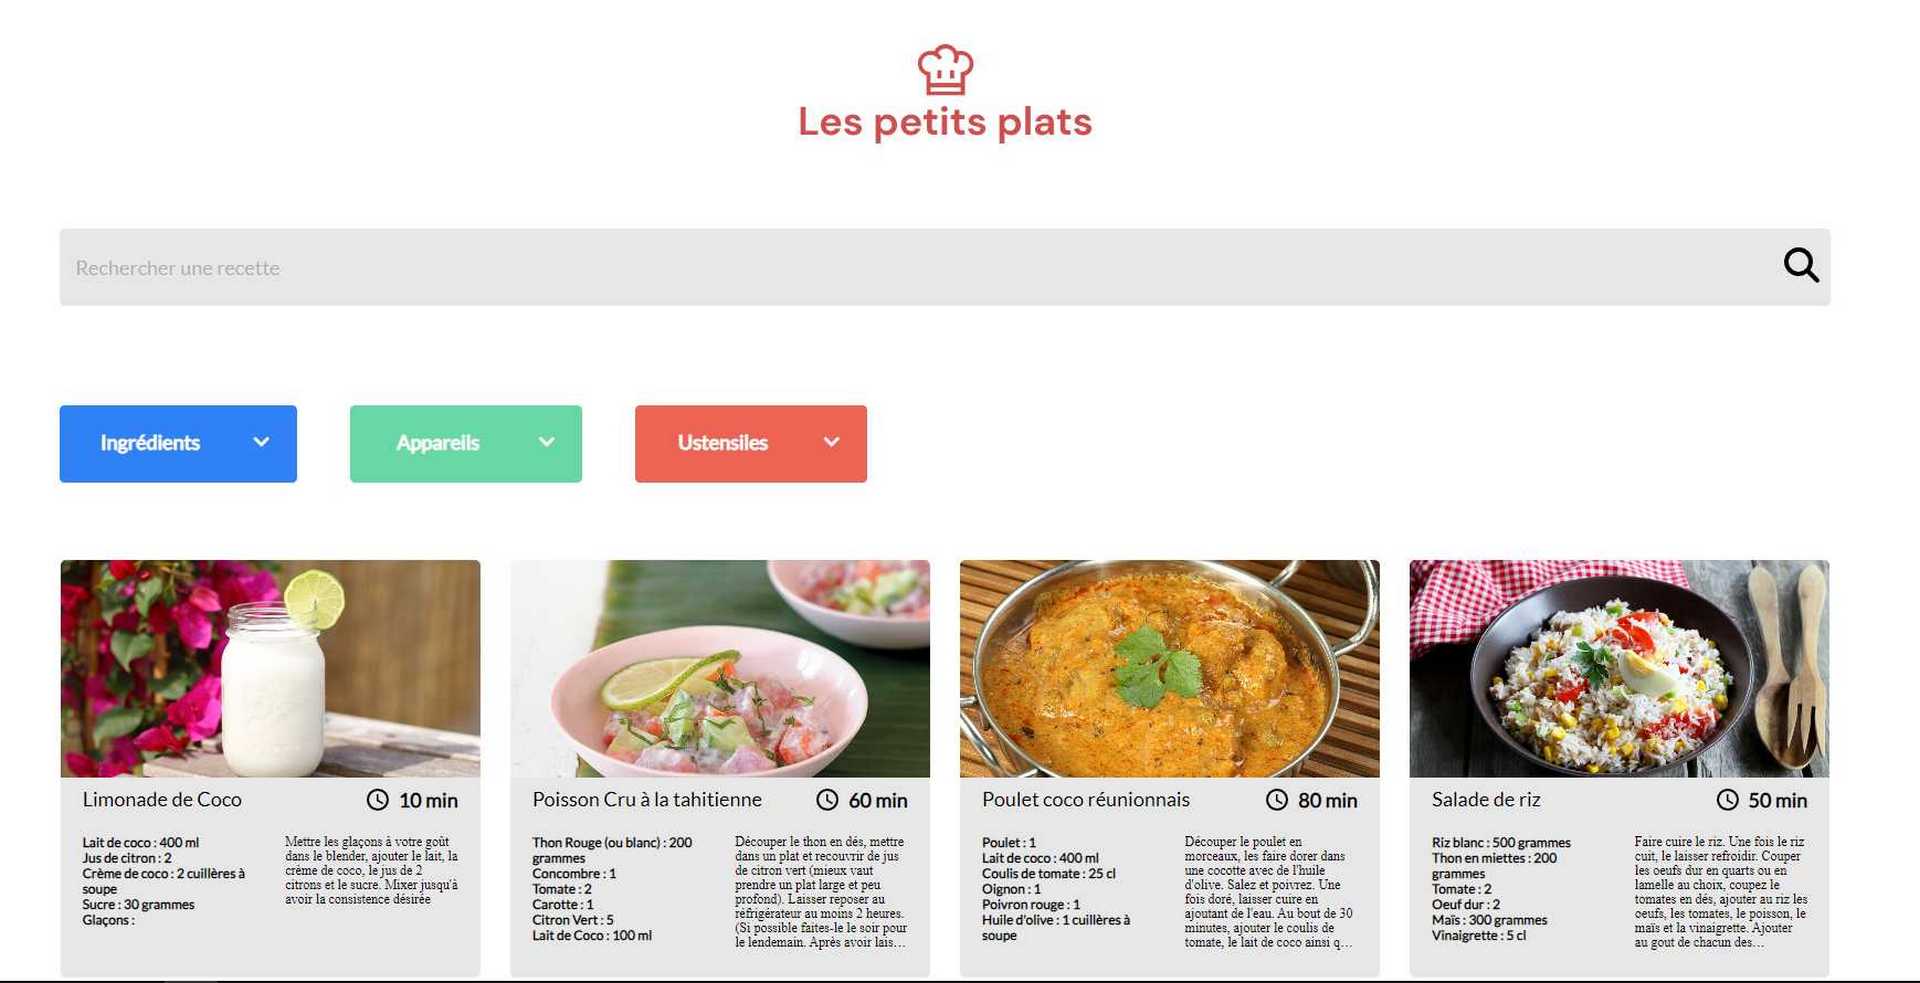 Les petits plats
Rechercher une recette
Ingrédients
Appareils
Ustensiles
Limonade de Coco
10 min
Lait de coco : 400 ml
Jus de citron : 2
Crème de coco : 2 cuillères à
soupe
Sucre : 30 grammes
Glaçons :
Mettre les glaçons à votre goût
dans le blender, ajouter le lait, la
crème de coco, le jus de 2
citrons et le sucre. Mixer jusqu'à
avoir la consistence désirée
Poisson Cru à la tahitienne
60 min
Thon Rouge (ou blanc) : 200
grammes
Concombre : 1
Tomate : 2
Carotte : 1
Citron Vert : 5
Lait de Coco : 100 ml
Découper le thon en dés, mettre
dans un plat et recouvrir de jus
de citron vert (mieux vaut
prendre un plat large et peu
profond). Laisser reposer au
réfrigérateur au moins 2 heures.
(Si possible faites-le le soir pour
le lendemain. Après avoir lais…
Poulet coco réunionnais
80 min
Poulet : 1
Lait de coco : 400 ml
Coulis de tomate : 25 cl
Oignon : 1
Poivron rouge : 1
Huile d'olive : 1 cuillères à
soupe
Découper le poulet en
morceaux, les faire dorer dans
une cocotte avec de l'huile
d'olive. Salez et poivrez. Une
fois doré, laisser cuire en
ajoutant de l'eau. Au bout de 30
minutes, ajouter le coulis de
tomate, le lait de coco ainsi q…
Salade de riz
50 min
Riz blanc : 500 grammes
Thon en miettes : 200
grammes
Tomate : 2
Oeuf dur : 2
Maïs : 300 grammes
Vinaigrette : 5 cl
Faire cuire le riz. Une fois le riz
cuit, le laisser refroidir. Couper
les oeufs dur en quarts ou en
lamelle au choix, coupez le
tomates en dés, ajouter au riz les
oeufs, les tomates, le poisson, le
maïs et la vinaigrette. Ajouter
au gout de chacun des…